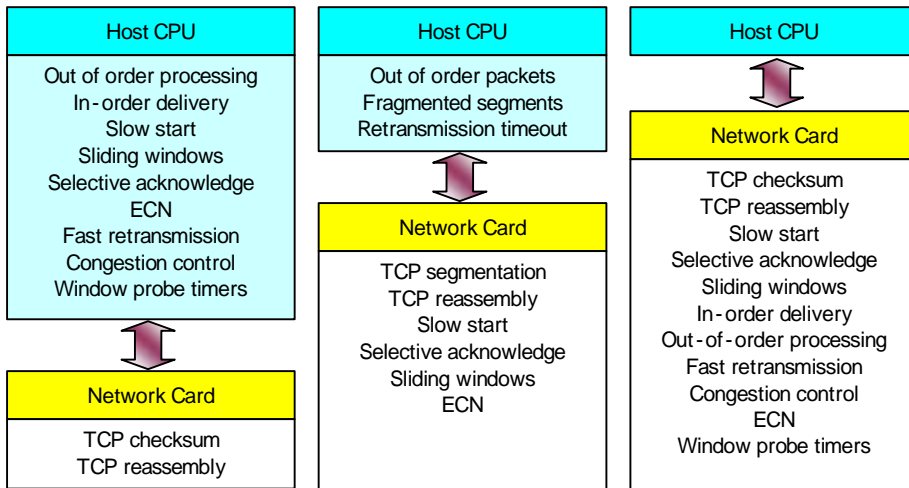 Host CPU
Out of order processing
In-order delivery
Slow start
Sliding windows
Selective acknowledge
ECN
Fast retransmission
Congestion control
Window probe timers
Network Card
TCP checksum
TCP reassembly
Host CPU
Out of order packets
Fragmented segments
Retransmission timeout
Network Card
TCP segmentation
TCP reassembly
Slow start
Selective acknowledge
Sliding windows
ECN
Host CPU
Network Card
TCP checksum
TCP reassembly
Slow start
Selective acknowledge
Sliding windows
In-order delivery
Out-of-order processing
Fast retransmission
Congestion control
ECN
Window probe timers